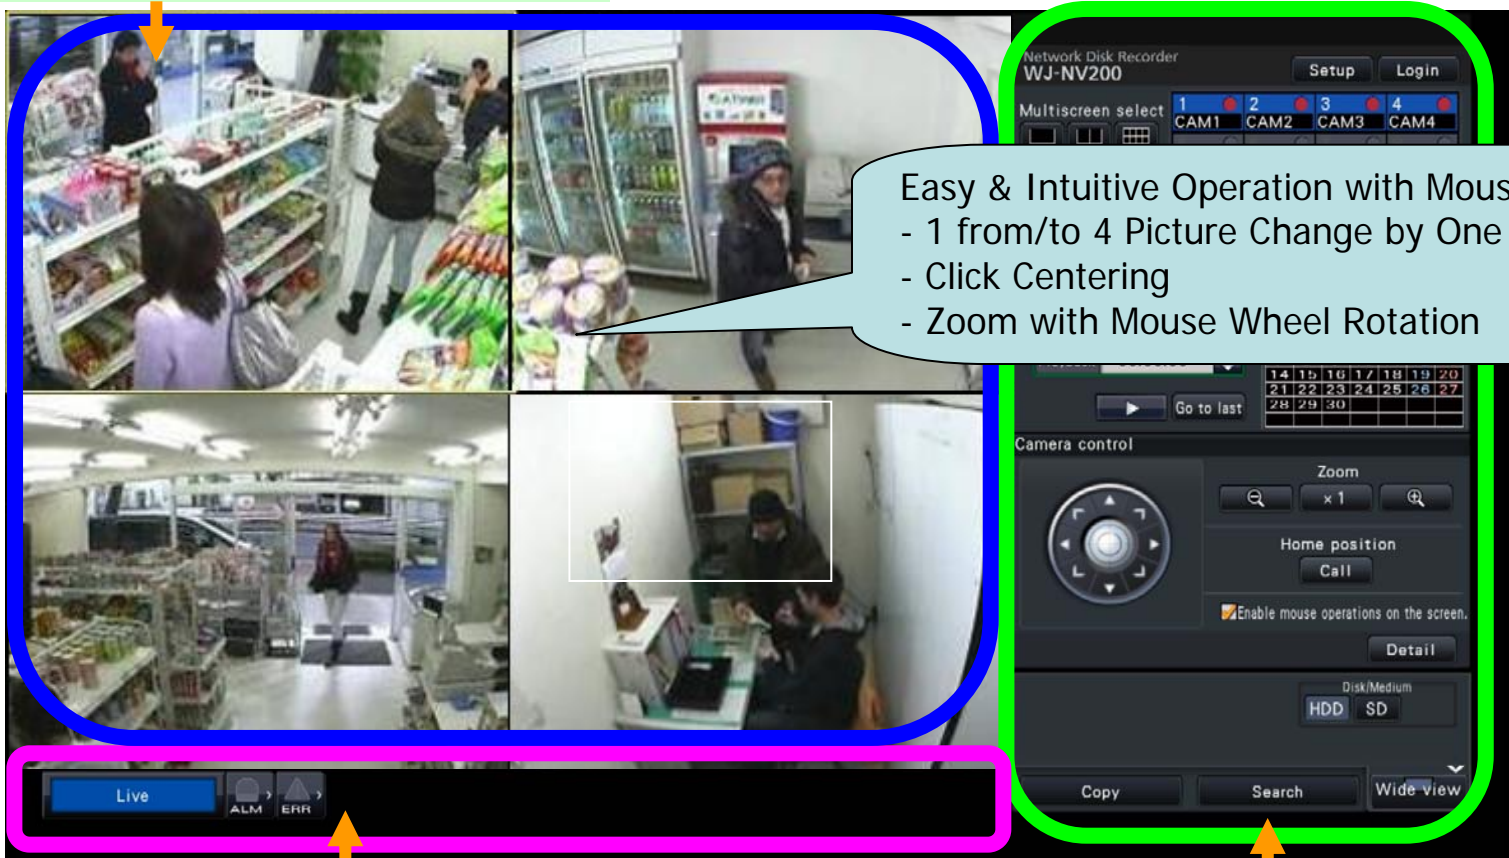 Network Disk Recorder
WJ-NV200
Setup
Login
Multiscreen select
1 2 3 4
CAM1 CAM2 CAM3 CAM4
Easy & Intuitive Operation with Mous
- 1 from/to 4 Picture Change by One
- Click Centering
- Zoom with Mouse Wheel Rotation
14 15 16 17 18 19 20
21 22 23 24 25 26 27
28 29 30
Go to last
Camera control
Zoom
×1
Home position
Call
Enable mouse operations on the screen.
Detail
Disk/Medium
HDD SD
Live
ALM
ERR
Copy
Search
Wide view